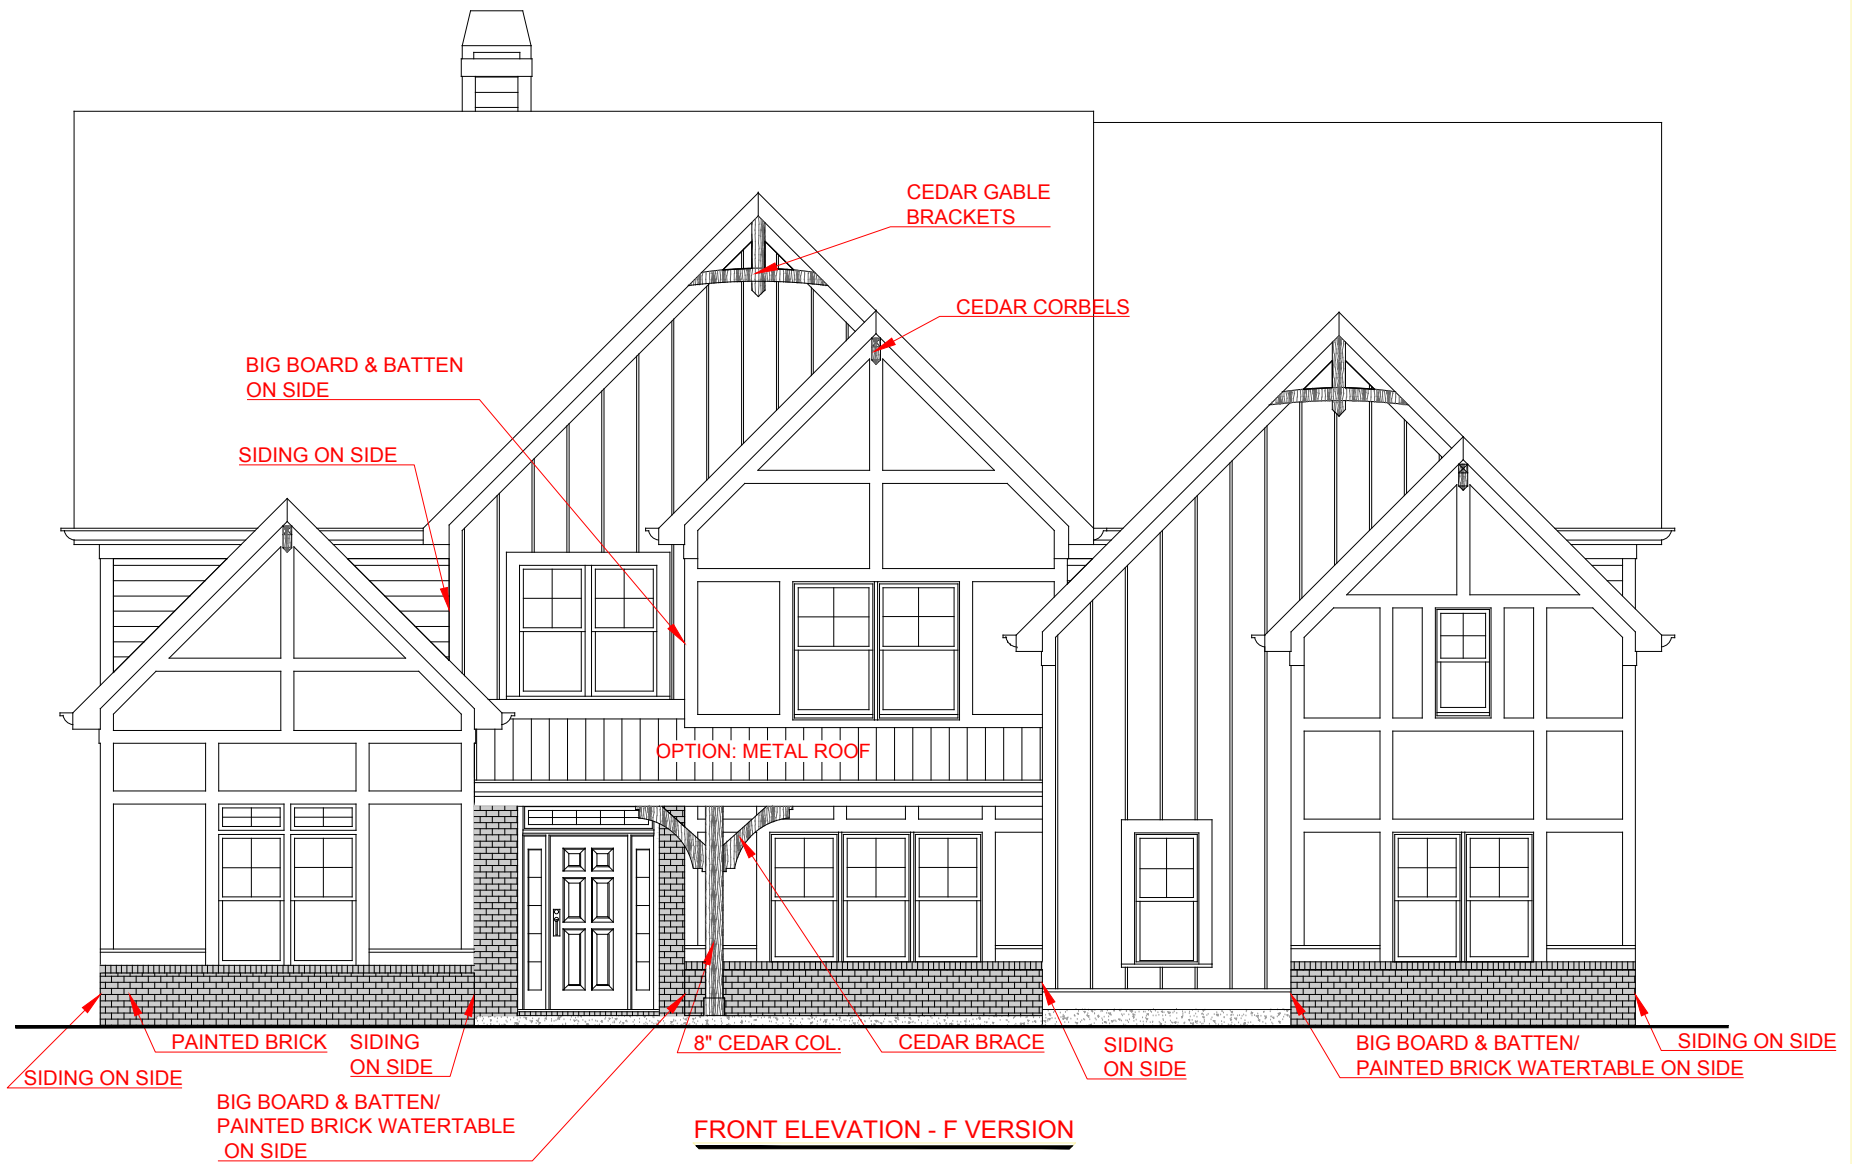 CEDAR GABLE
BRACKETS
CEDAR CORBELS
BIG BOARD & BATTEN
ON SIDE
SIDING ON SIDE
OPTION: METAL ROOF
PAINTED BRICK
SIDING
ON SIDE
SIDING ON SIDE
8" CEDAR COL.
CEDAR BRACE
SIDING
ON SIDE
BIG BOARD & BATTEN/
PAINTED BRICK WATERTABLE ON SIDE
SIDING ON SIDE
BIG BOARD & BATTEN/
PAINTED BRICK WATERTABLE
ON SIDE
FRONT ELEVATION - F VERSION